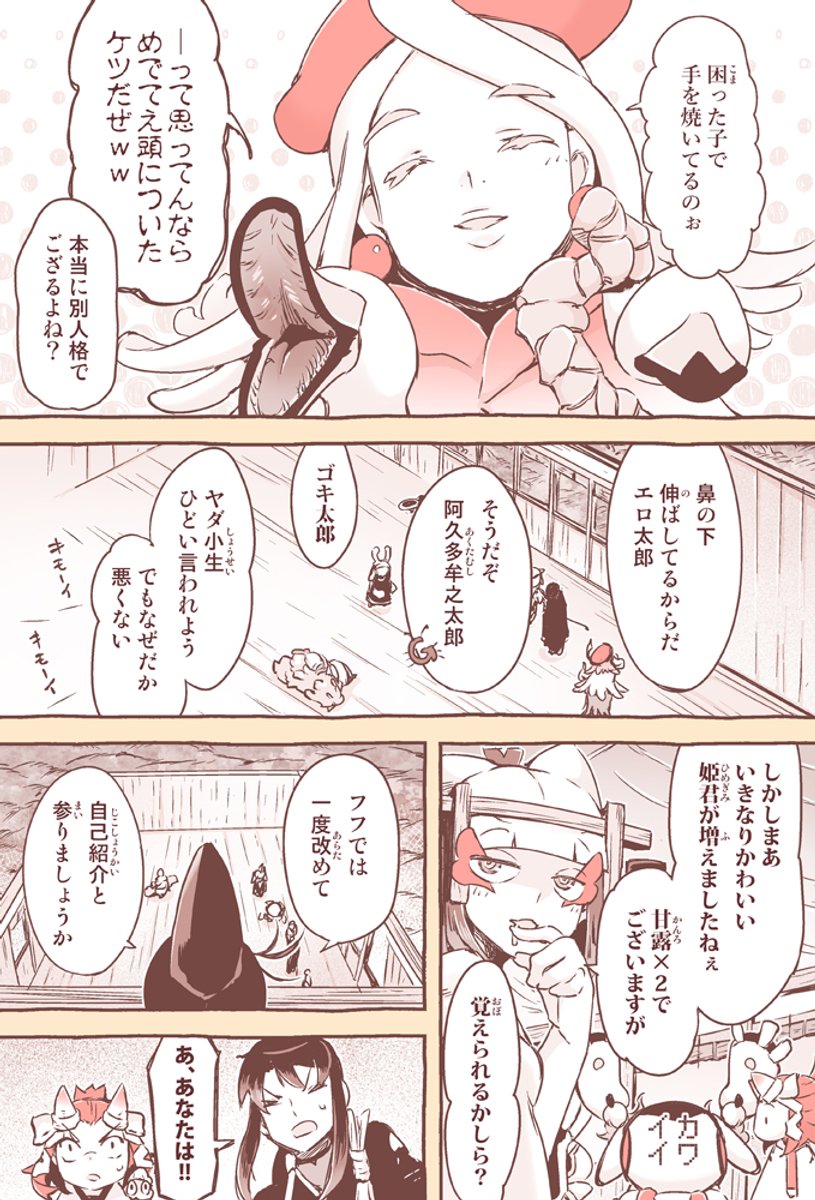 困った子で
手を焼いてるのぉ
―って思ってんなら
めでてえ頭についた
ケツだぜｗｗ
本当に別人格で
ござるよね？
鼻の下
伸ばしてるからだ
エロ太郎
そうだぞ
阿久多牟之太郎
G
ゴキ太郎
ヤダ小生
ひどい言われよう
でもなぜだか
悪くない
キモーィ
キモーィ
しかしまあ
いきなりかわいい
姫君が増えましたねぇ
甘露×2で
ございますが
覚えられるかしら？
カワ
イイ
フフでは
一度改めて
自己紹介と
参りましょうか
あ、あなたは!!